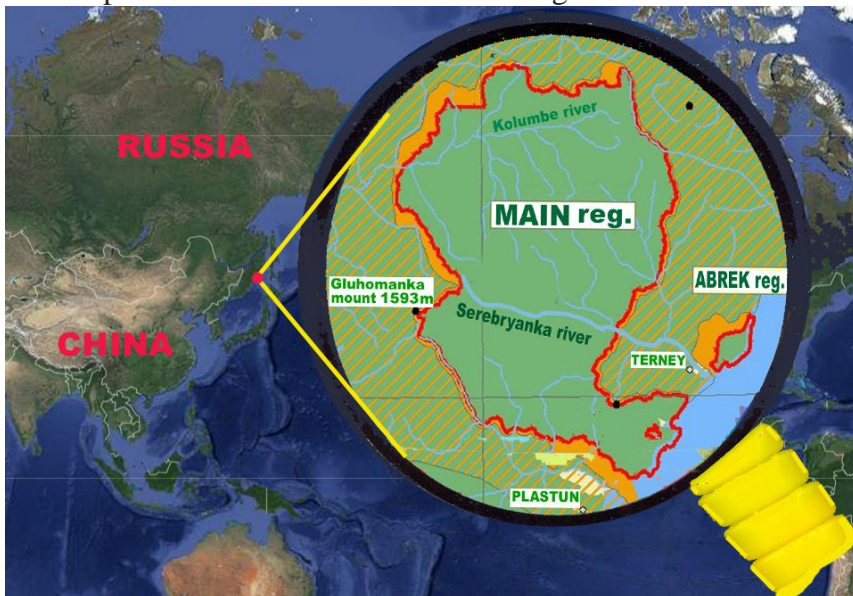 RUSSIA
CHINA
Kolumbe river
MAIN reg.
ABREK reg.
Gluhomanka
mount 1593m
Serebryanka river
TERNEY
PLASTUN